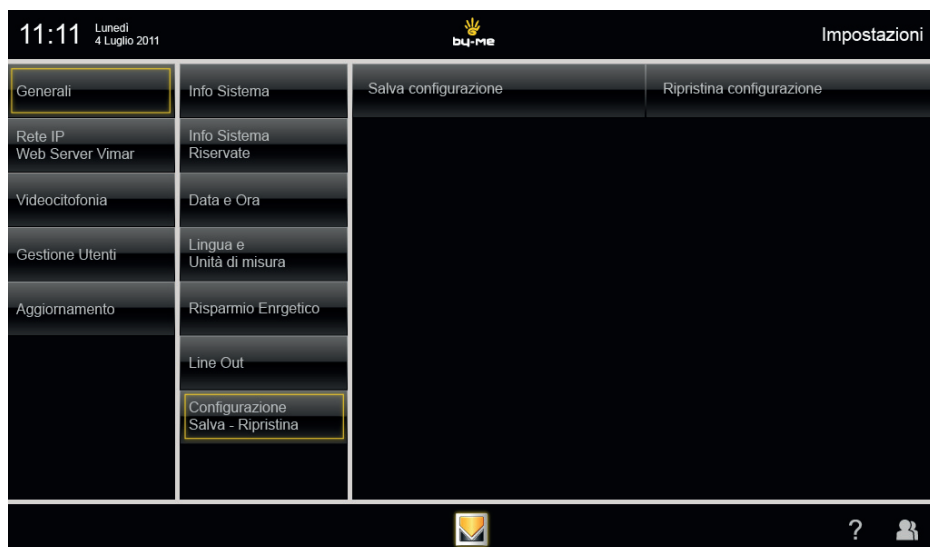 11:11
Lunedì
4 Luglio 2011
by-me
Impostazioni
Generali
Rete IP
Web Server Vimar
Videocitofonia
Gestione Utenti
Aggiornamento
Info Sistema
Info Sistema
Riservate
Data e Ora
Lingua e
Unità di misura
Risparmio Enrgetico
Line Out
Configurazione
Salva - Ripristina
Salva configurazione
Ripristina configurazione
?